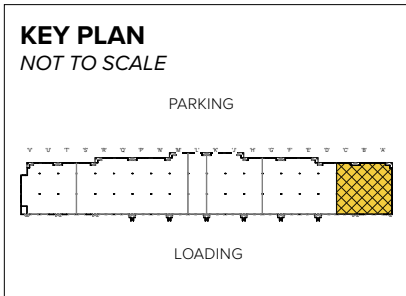 KEY PLAN
NOT TO SCALE
PARKING
'V' 'U' 'T' 'S' 'R' 'Q' 'P' 'N' 'M' 'L' 'K' 'J' 'H' 'G' 'F' 'E' 'D' 'C' 'B' 'A'
LOADING